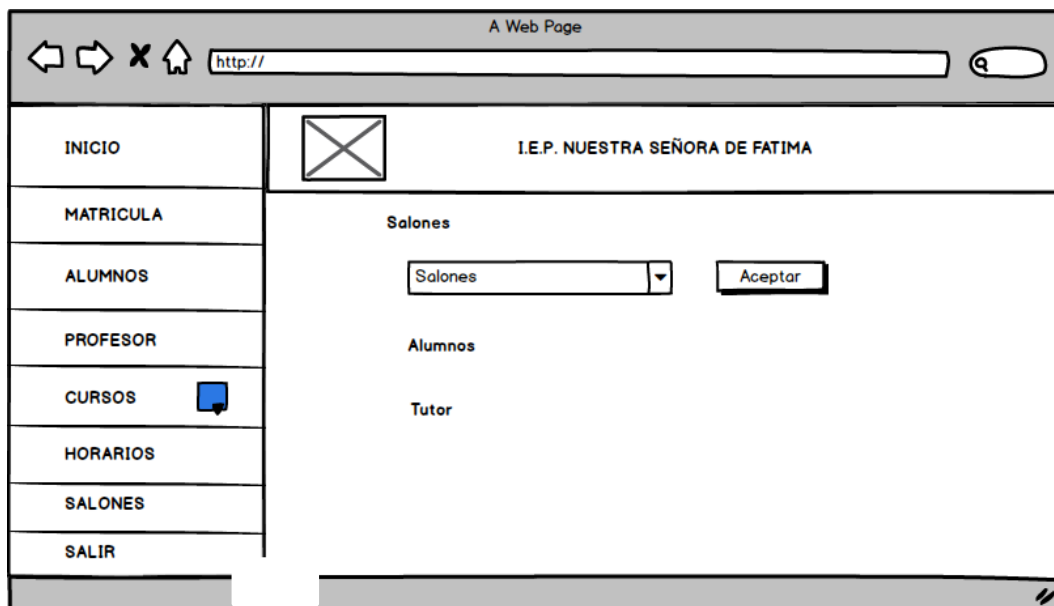 A Web Page
http://
INICIO
I.E.P. NUESTRA SEÑORA DE FATIMA
MATRICULA
Salones
ALUMNOS
Salones
Aceptar
PROFESOR
Alumnos
CURSOS
Tutor
HORARIOS
SALONES
SALIR